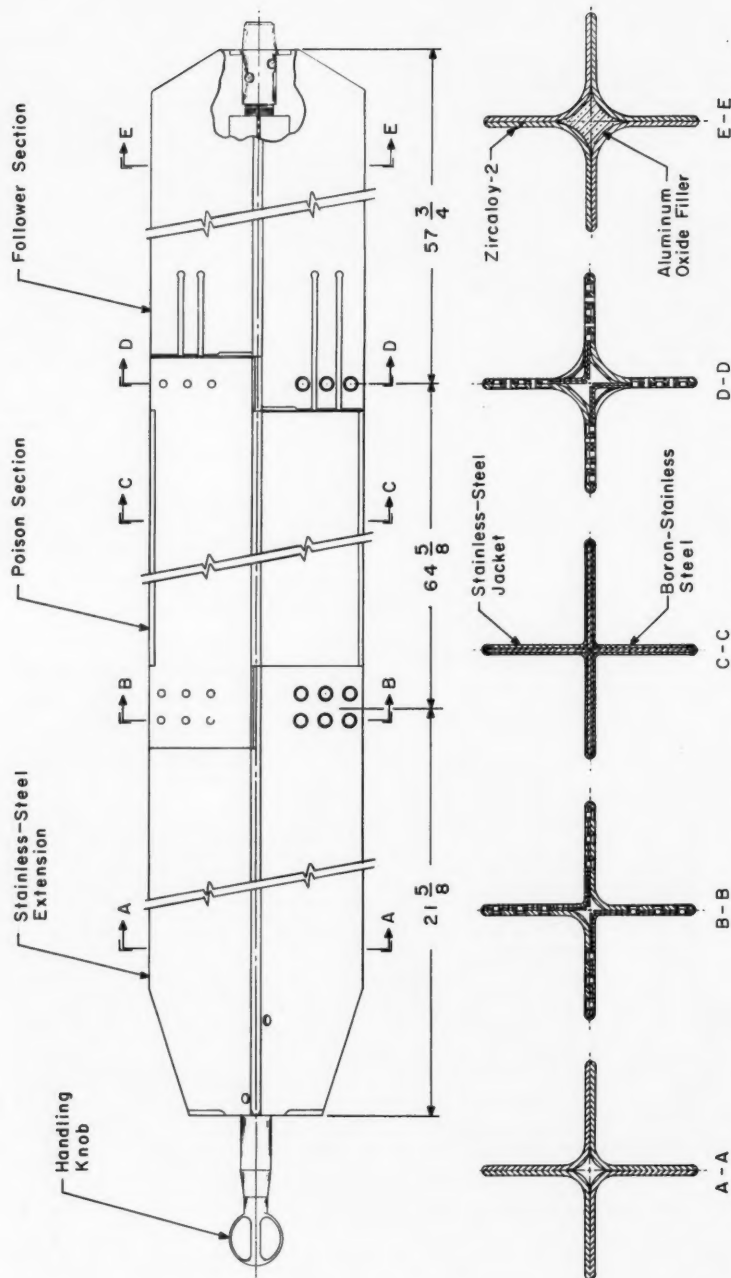 Handling
Knob
Stainless-Steel
Extension
Poison Section
Follower Section
A
B
C
D
E
A
B
C
D
E
21 5/8
64 5/8
57 3/4
Stainless-Steel
Jacket
Boron-Stainless
Steel
Zircaloy-2
Aluminum
Oxide Filler
A-A
B-B
C-C
D-D
E-E